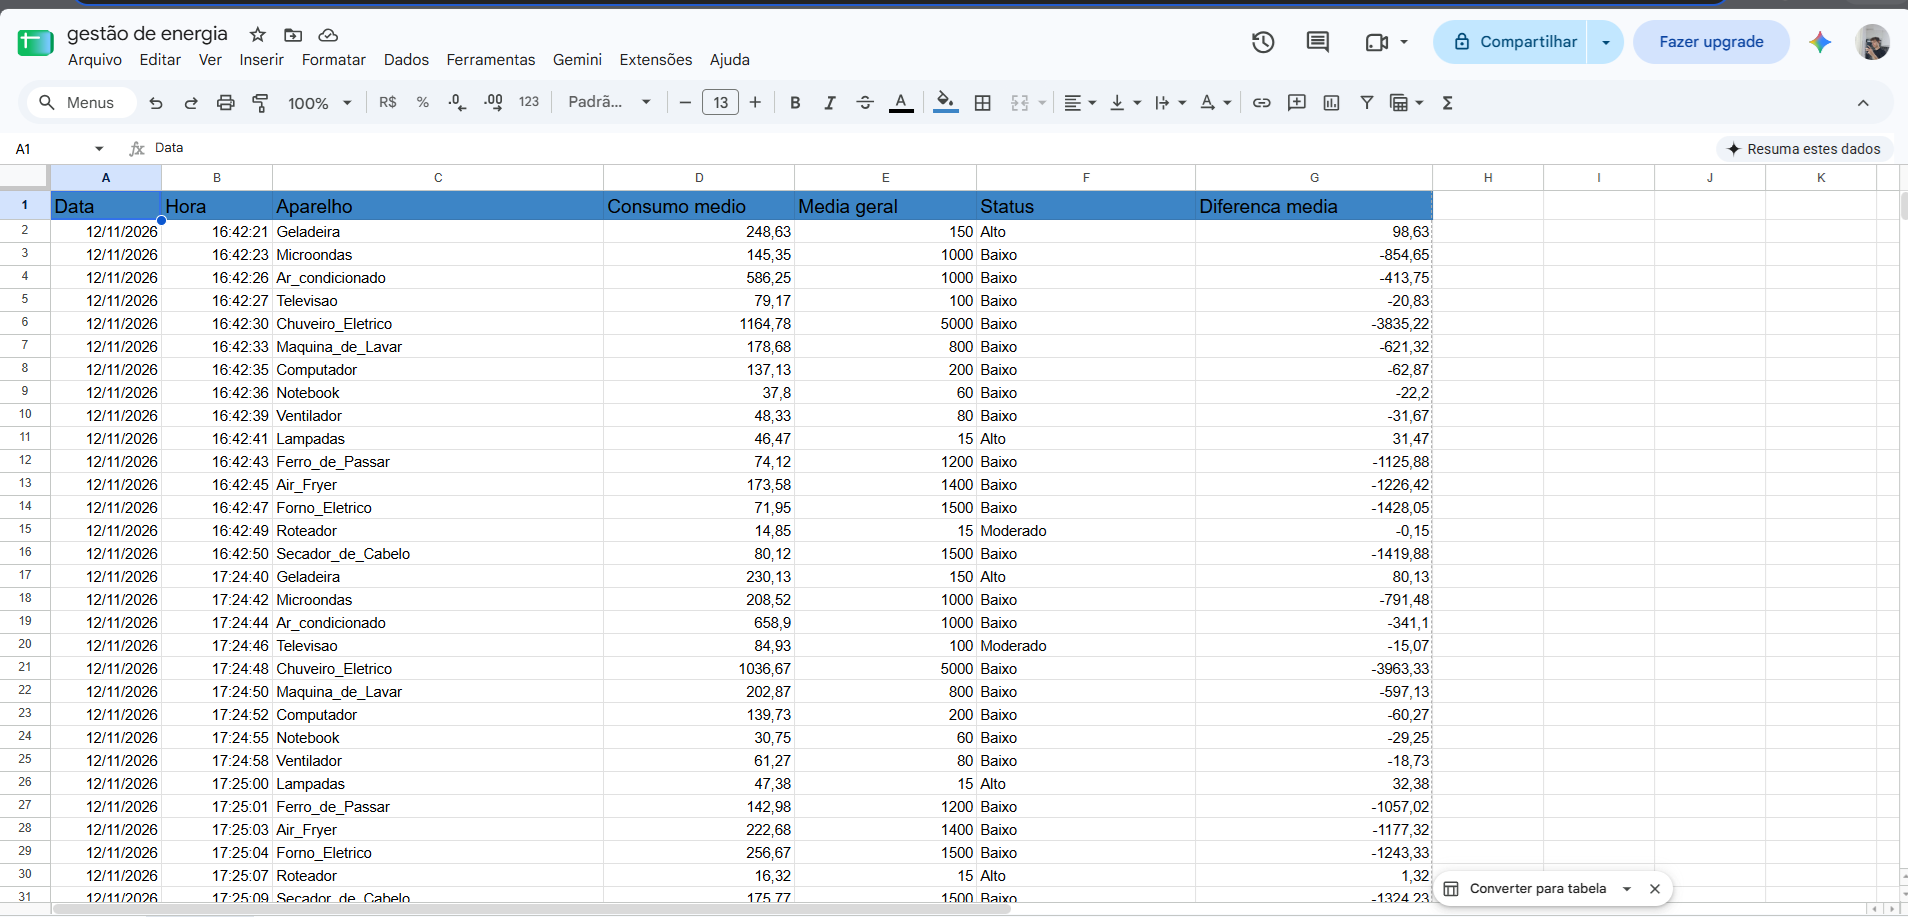 gestão de energia
Arquivo Editar Ver Inserir Formatar Dados Ferramentas Gemini Extensões Ajuda
Compartilhar
Fazer upgrade
Menus 100% R$ % .0 .00 123 Padrã... 13 B I A Σ
A1 fx Data
Resuma estes dados
A B C D E F G H I J K
1 Data Hora Aparelho Consumo medio Media geral Status Diferenca media
2 12/11/2026 16:42:21 Geladeira 248,63 150 Alto 98,63
3 12/11/2026 16:42:23 Microondas 145,35 1000 Baixo -854,65
4 12/11/2026 16:42:26 Ar_condicionado 586,25 1000 Baixo -413,75
5 12/11/2026 16:42:27 Televisao 79,17 100 Baixo -20,83
6 12/11/2026 16:42:30 Chuveiro_Eletrico 1164,78 5000 Baixo -3835,22
7 12/11/2026 16:42:33 Maquina_de_Lavar 178,68 800 Baixo -621,32
8 12/11/2026 16:42:35 Computador 137,13 200 Baixo -62,87
9 12/11/2026 16:42:36 Notebook 37,8 60 Baixo -22,2
10 12/11/2026 16:42:39 Ventilador 48,33 80 Baixo -31,67
11 12/11/2026 16:42:41 Lampadas 46,47 15 Alto 31,47
12 12/11/2026 16:42:43 Ferro_de_Passar 74,12 1200 Baixo -1125,88
13 12/11/2026 16:42:45 Air_Fryer 173,58 1400 Baixo -1226,42
14 12/11/2026 16:42:47 Forno_Eletrico 71,95 1500 Baixo -1428,05
15 12/11/2026 16:42:49 Roteador 14,85 15 Moderado -0,15
16 12/11/2026 16:42:50 Secador_de_Cabelo 80,12 1500 Baixo -1419,88
17 12/11/2026 17:24:40 Geladeira 230,13 150 Alto 80,13
18 12/11/2026 17:24:42 Microondas 208,52 1000 Baixo -791,48
19 12/11/2026 17:24:44 Ar_condicionado 658,9 1000 Baixo -341,1
20 12/11/2026 17:24:46 Televisao 84,93 100 Moderado -15,07
21 12/11/2026 17:24:48 Chuveiro_Eletrico 1036,67 5000 Baixo -3963,33
22 12/11/2026 17:24:50 Maquina_de_Lavar 202,87 800 Baixo -597,13
23 12/11/2026 17:24:52 Computador 139,73 200 Baixo -60,27
24 12/11/2026 17:24:55 Notebook 30,75 60 Baixo -29,25
25 12/11/2026 17:24:58 Ventilador 61,27 80 Baixo -18,73
26 12/11/2026 17:25:00 Lampadas 47,38 15 Alto 32,38
27 12/11/2026 17:25:01 Ferro_de_Passar 142,98 1200 Baixo -1057,02
28 12/11/2026 17:25:03 Air_Fryer 222,68 1400 Baixo -1177,32
29 12/11/2026 17:25:04 Forno_Eletrico 256,67 1500 Baixo -1243,33
30 12/11/2026 17:25:07 Roteador 16,32 15 Alto 1,32
31 12/11/2026 17:25:09 Secador_de_Cabelo 175,77 1500 Baixo -1324,23
Converter para tabela